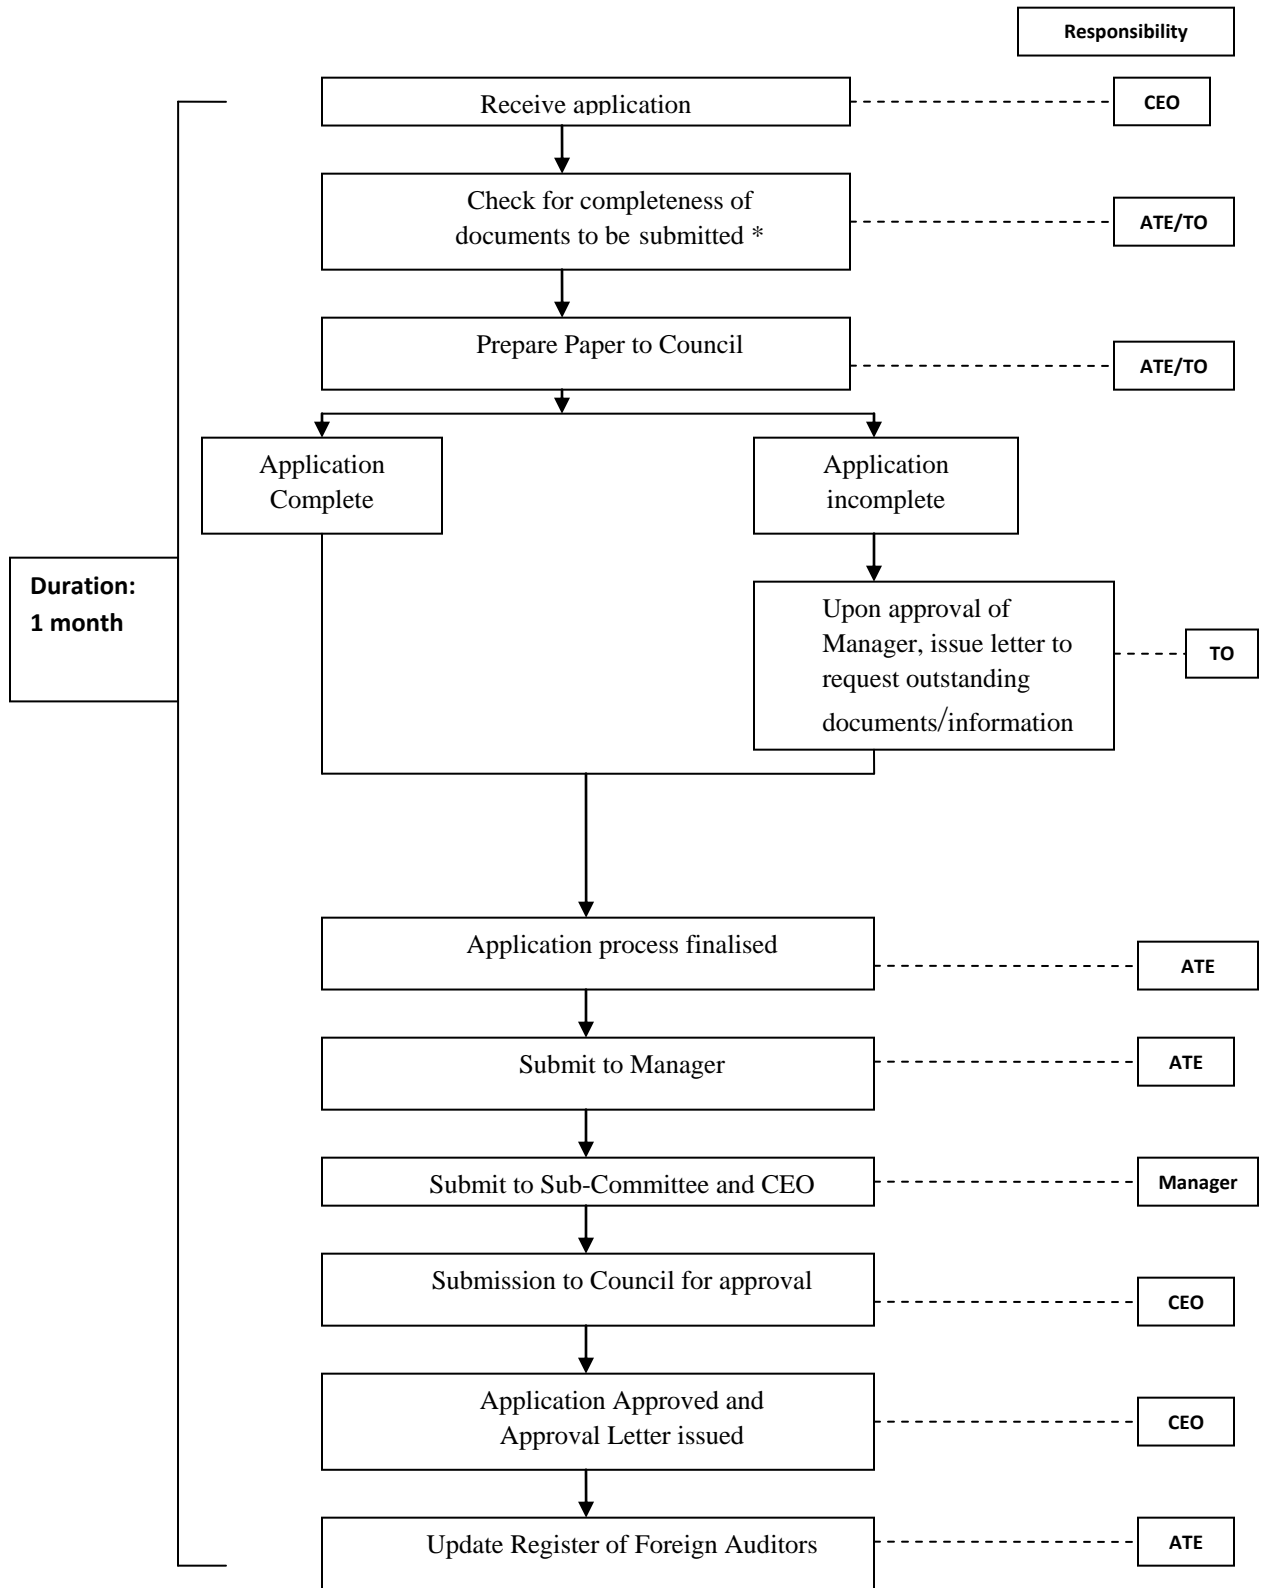 Responsibility
Receive application
CEO
Check for completeness of
documents to be submitted *
ATE/TO
Prepare Paper to Council
ATE/TO
Application
Complete
Application
incomplete
Duration:
1 month
Upon approval of
Manager, issue letter to
request outstanding
documents/information
TO
Application process finalised
ATE
Submit to Manager
ATE
Submit to Sub-Committee and CEO
Manager
Submission to Council for approval
CEO
Application Approved and
Approval Letter issued
CEO
Update Register of Foreign Auditors
ATE